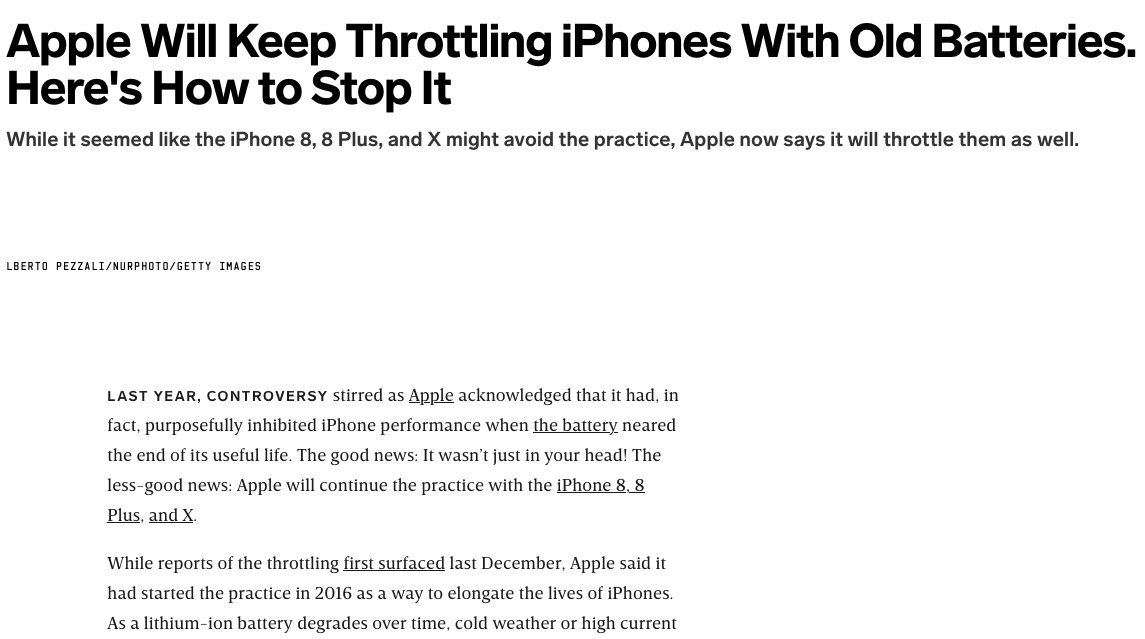 Apple Will Keep Throttling iPhones With Old Batteries.
Here's How to Stop It
While it seemed like the iPhone 8, 8 Plus, and X might avoid the practice, Apple now says it will throttle them as well.
LBERTO PEZZALI/NURPHOTO/GETTY IMAGES
LAST YEAR, CONTROVERSY stirred as Apple acknowledged that it had, in
fact, purposefully inhibited iPhone performance when the battery neared
the end of its useful life. The good news: It wasn't just in your head! The
less-good news: Apple will continue the practice with the iPhone 8, 8
Plus, and X.
While reports of the throttling first surfaced last December, Apple said it
had started the practice in 2016 as a way to elongate the lives of iPhones.
As a lithium-ion battery degrades over time, cold weather or high current